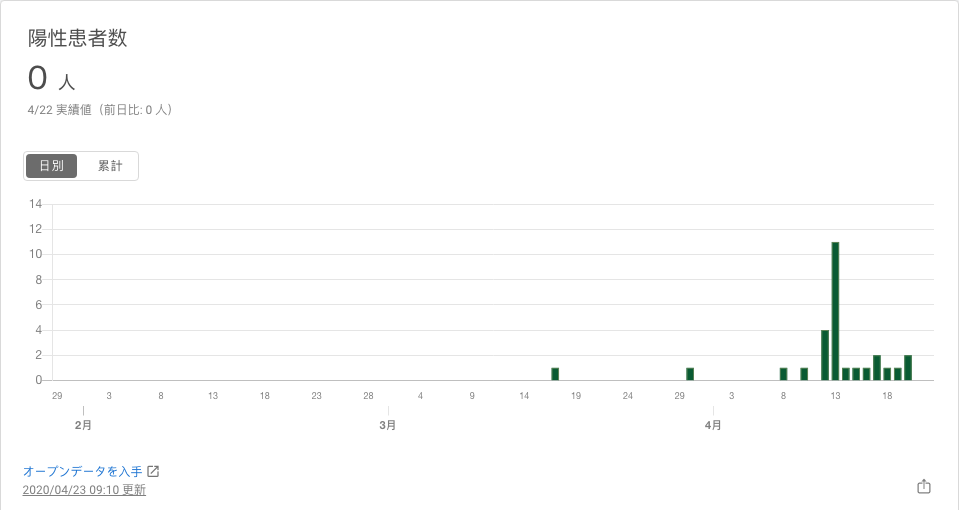 陽性患者数
0 人
4/22 実績値（前日比: 0 人）
日別 累計
14
12
10
8
6
4
2
0
29 3 8 13 18 23 28 4 9 14 19 24 29 3 8 13 18
2月 3月 4月
オープンデータを入手
2020/04/23 09:10 更新